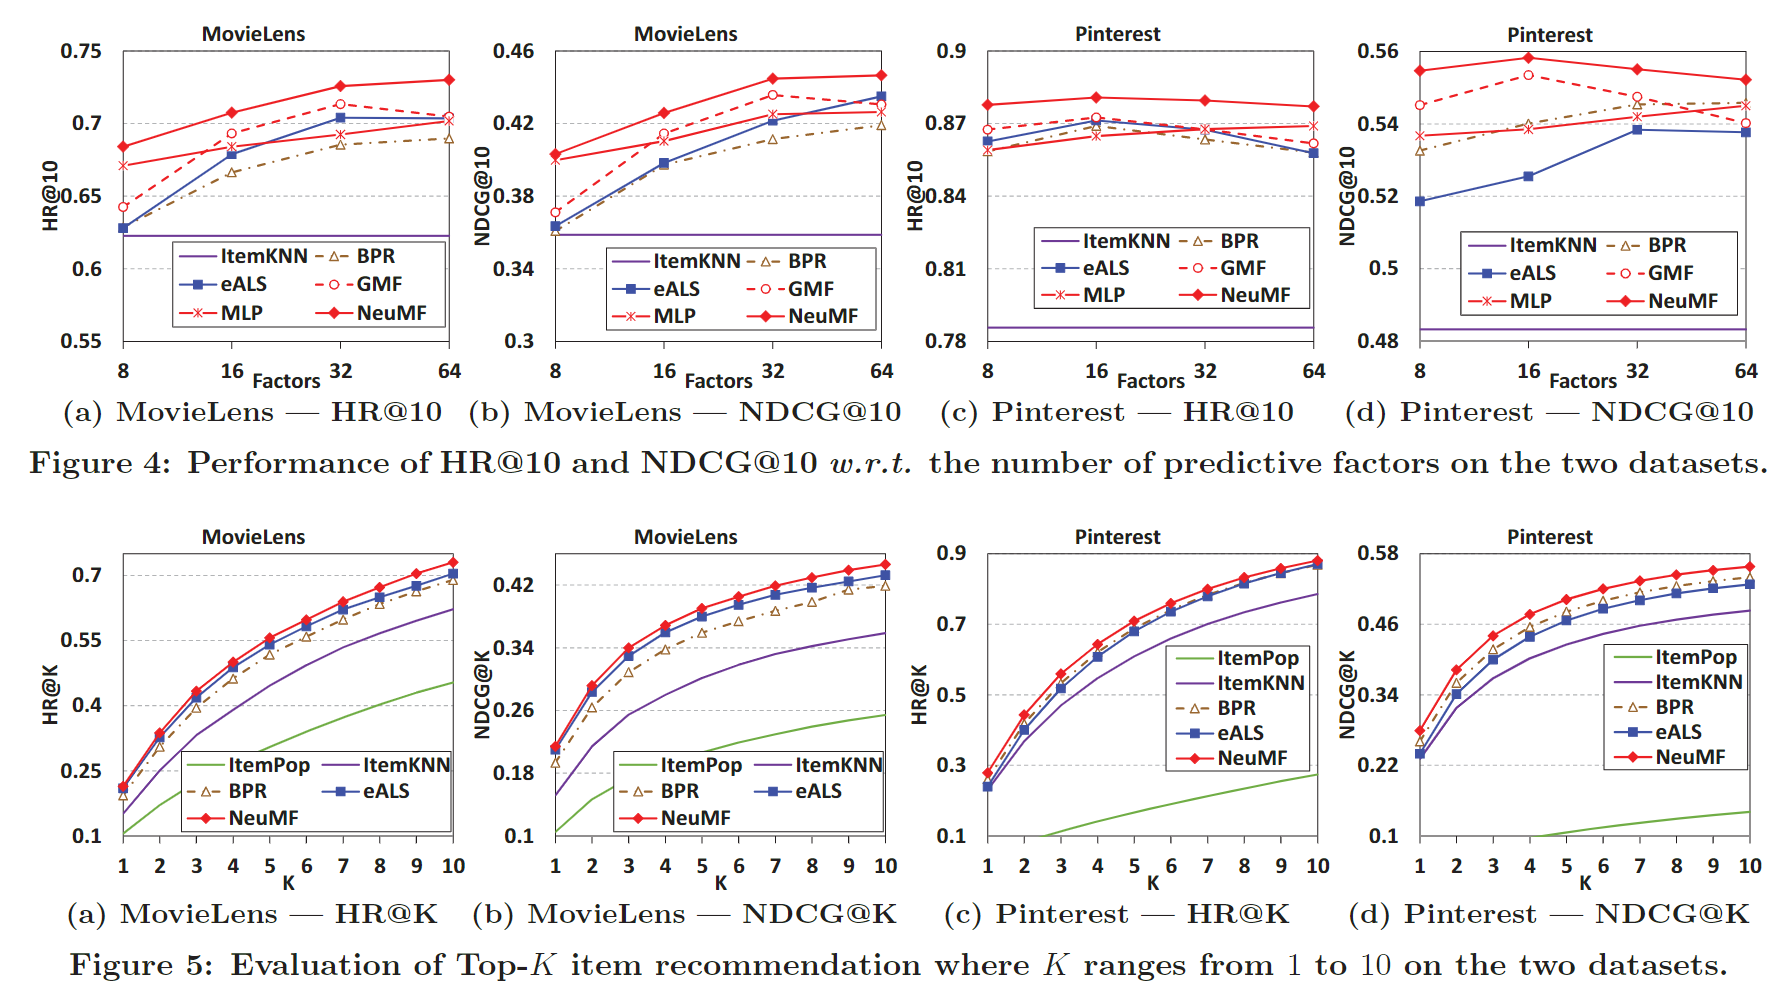 MovieLens
0.75
0.7
0.65
0.6
0.55
HR@10
ItemKNN BPR
eALS GMF
MLP NeuMF
8 16 32 64
Factors
(a) MovieLens — HR@10
MovieLens
0.46
0.42
0.38
0.34
0.3
NDCG@10
ItemKNN BPR
eALS GMF
MLP NeuMF
8 16 32 64
Factors
(b) MovieLens — NDCG@10
Pinterest
0.9
0.87
0.84
0.81
0.78
HR@10
ItemKNN BPR
eALS GMF
MLP NeuMF
8 16 32 64
Factors
(c) Pinterest — HR@10
Pinterest
0.56
0.54
0.52
0.5
0.48
NDCG@10
ItemKNN BPR
eALS GMF
MLP NeuMF
8 16 32 64
Factors
(d) Pinterest — NDCG@10
Figure 4: Performance of HR@10 and NDCG@10 w.r.t. the number of predictive factors on the two datasets.
MovieLens
0.7
0.55
0.4
0.25
0.1
HR@K
ItemPop ItemKNN
BPR eALS
NeuMF
1 2 3 4 5 6 7 8 9 10
K
(a) MovieLens — HR@K
MovieLens
0.42
0.34
0.26
0.18
0.1
NDCG@K
ItemPop ItemKNN
BPR eALS
NeuMF
1 2 3 4 5 6 7 8 9 10
K
(b) MovieLens — NDCG@K
Pinterest
0.9
0.7
0.5
0.3
0.1
HR@K
ItemPop
ItemKNN
BPR
eALS
NeuMF
1 2 3 4 5 6 7 8 9 10
K
(c) Pinterest — HR@K
Pinterest
0.58
0.46
0.34
0.22
0.1
NDCG@K
ItemPop
ItemKNN
BPR
eALS
NeuMF
1 2 3 4 5 6 7 8 9 10
K
(d) Pinterest — NDCG@K
Figure 5: Evaluation of Top-K item recommendation where K ranges from 1 to 10 on the two datasets.